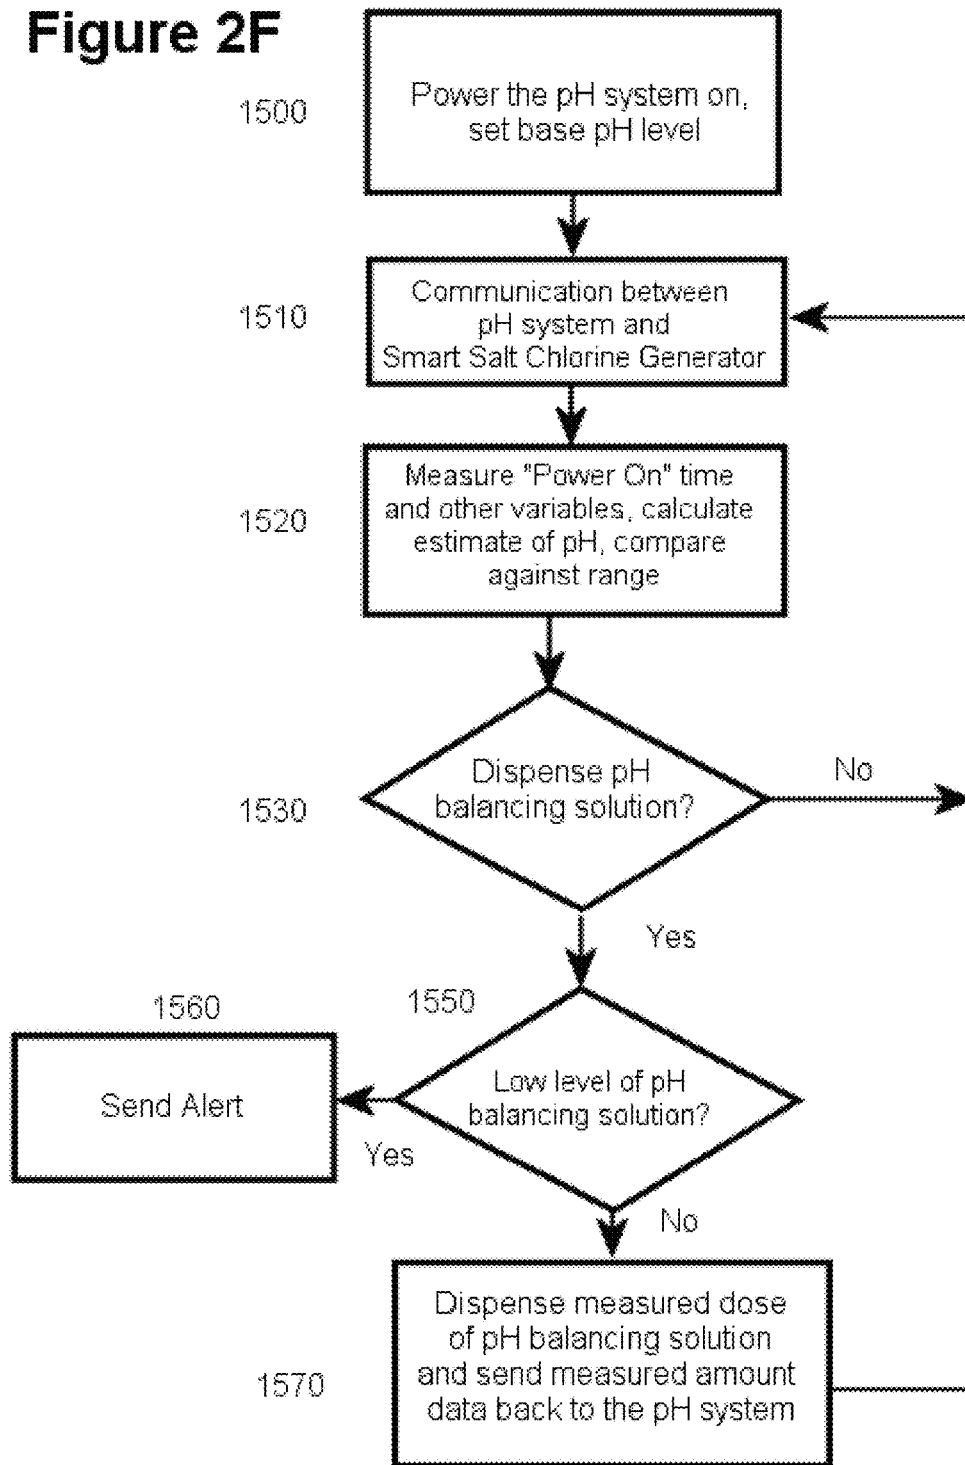 Figure 2F
1500
Power the pH system on,
set base pH level
1510
Communication between
pH system and
Smart Salt Chlorine Generator
1520
Measure "Power On" time
and other variables, calculate
estimate of pH, compare
against range
1530
Dispense pH
balancing solution?
No
Yes
1550
1560
Low level of pH
balancing solution?
Send Alert
Yes
No
1570
Dispense measured dose
of pH balancing solution
and send measured amount
data back to the pH system